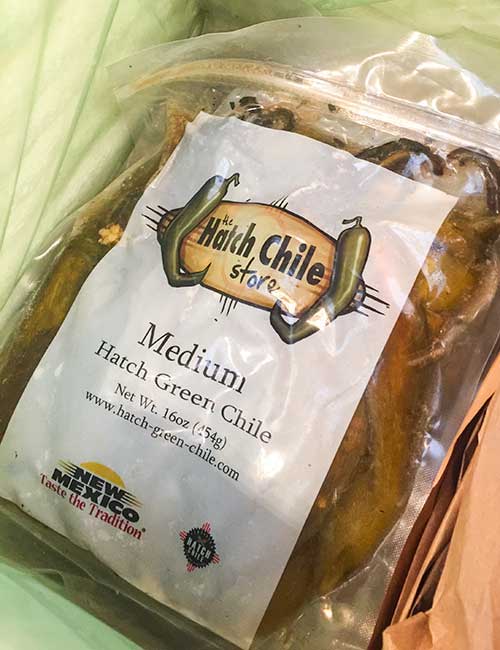 the
Hatch Chile
store
Medium
Hatch Green Chile
Net Wt. 16oz (454g)
www.hatch-green-chile.com
NEW
MEXICO
Taste the Tradition®
HATCH